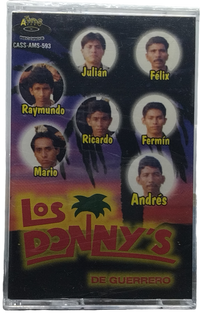 CASS-AMS-593
Julián
Félix
Raymundo
Ricardo
Fermín
Mario
Andrés
LOS
DONNY'S
DE GUERRERO